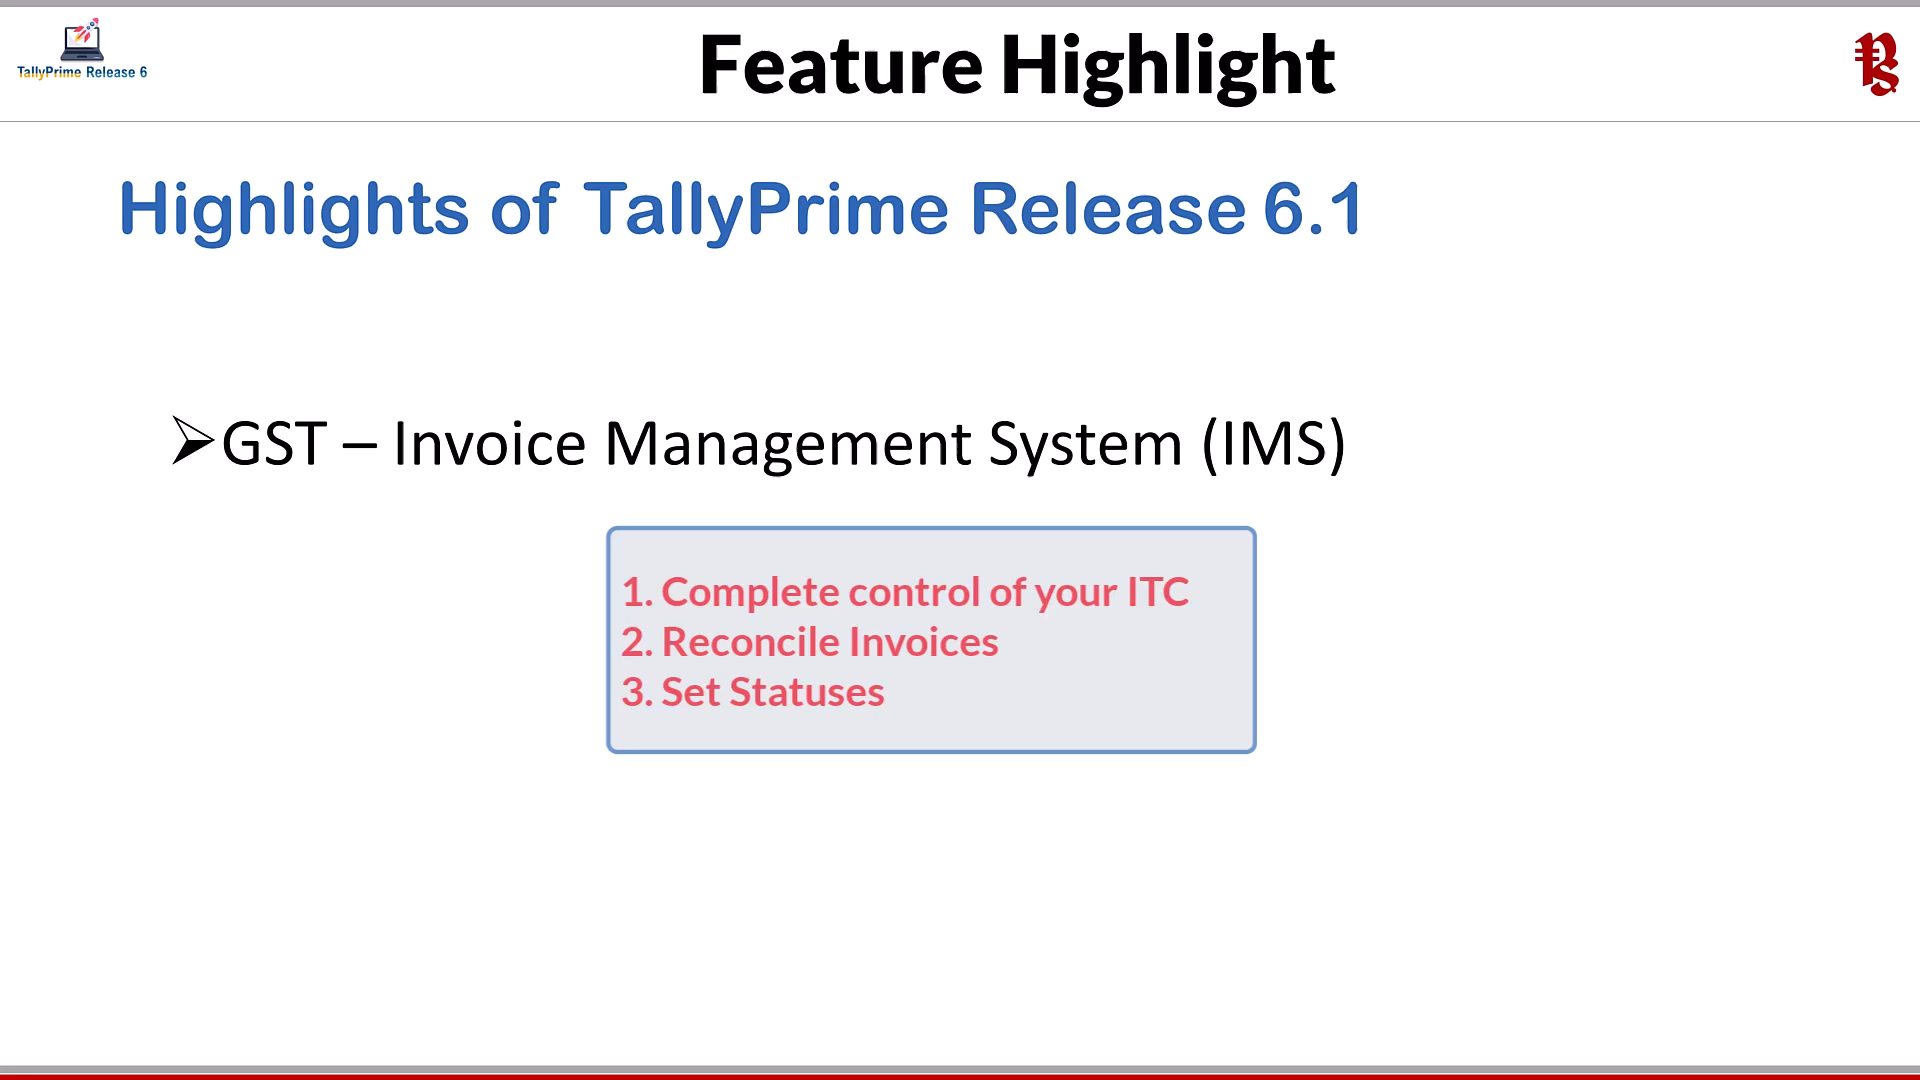 TallyPrime Release 6
Feature Highlight
Highlights of TallyPrime Release 6.1
➢GST – Invoice Management System (IMS)
1. Complete control of your ITC
2. Reconcile Invoices
3. Set Statuses